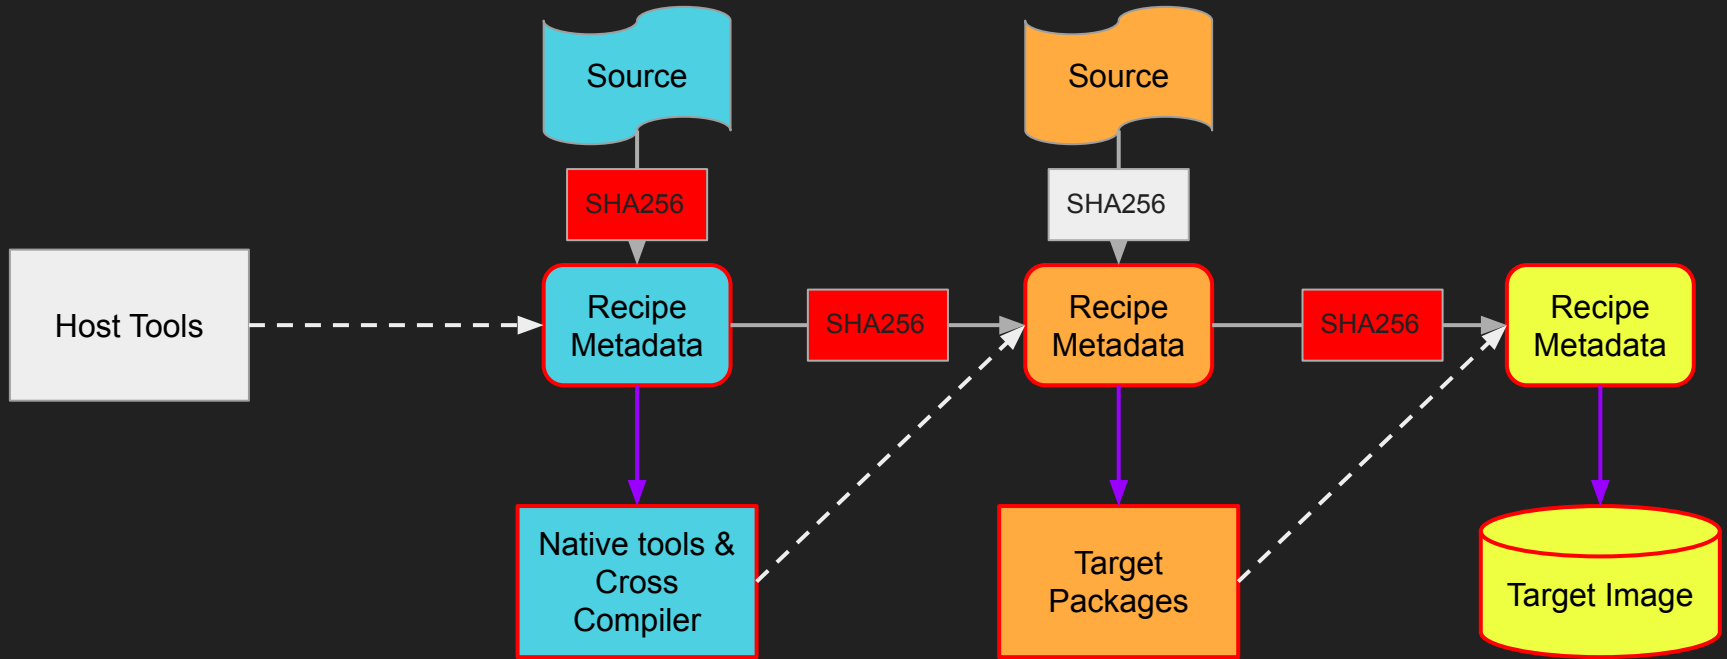 Source
Source
SHA256
SHA256
Host Tools
Recipe
Metadata
SHA256
Recipe
Metadata
SHA256
Recipe
Metadata
Native tools &
Cross
Compiler
Target
Packages
Target Image